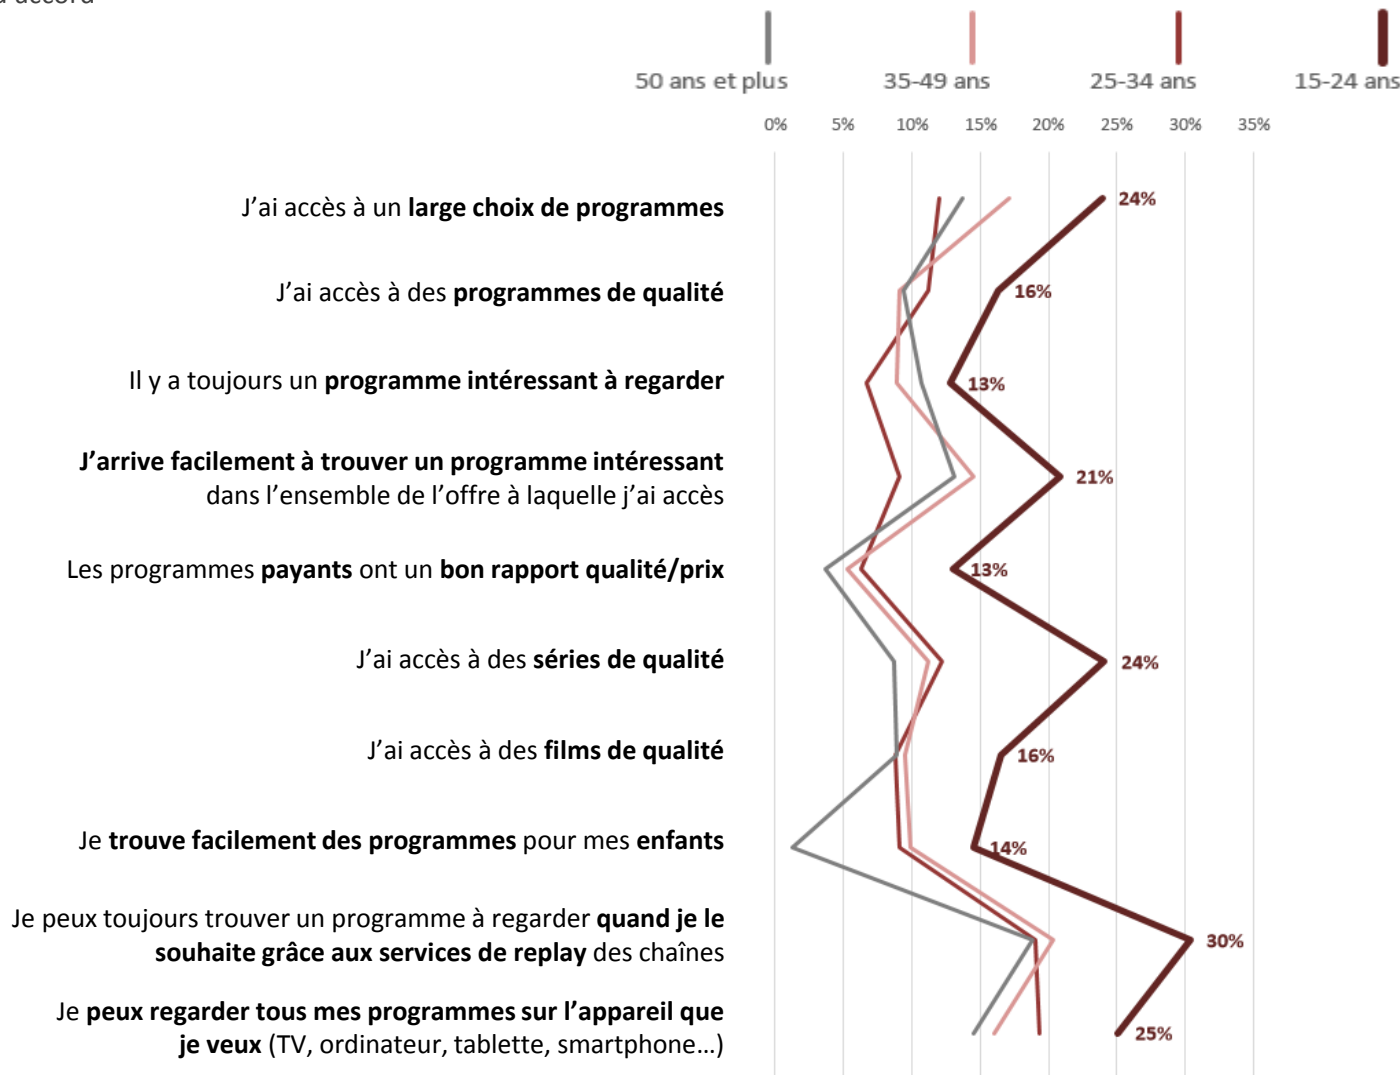 d'accord
50 ans et plus
35-49 ans
25-34 ans
15-24 ans
0% 5% 10% 15% 20% 25% 30% 35%
J'ai accès à un large choix de programmes
24%
J'ai accès à des programmes de qualité
16%
Il y a toujours un programme intéressant à regarder
13%
J'arrive facilement à trouver un programme intéressant
dans l'ensemble de l'offre à laquelle j'ai accès
21%
Les programmes payants ont un bon rapport qualité/prix
13%
J'ai accès à des séries de qualité
24%
J'ai accès à des films de qualité
16%
Je trouve facilement des programmes pour mes enfants
14%
Je peux toujours trouver un programme à regarder quand je le
souhaite grâce aux services de replay des chaînes
30%
Je peux regarder tous mes programmes sur l'appareil que
je veux (TV, ordinateur, tablette, smartphone…)
25%